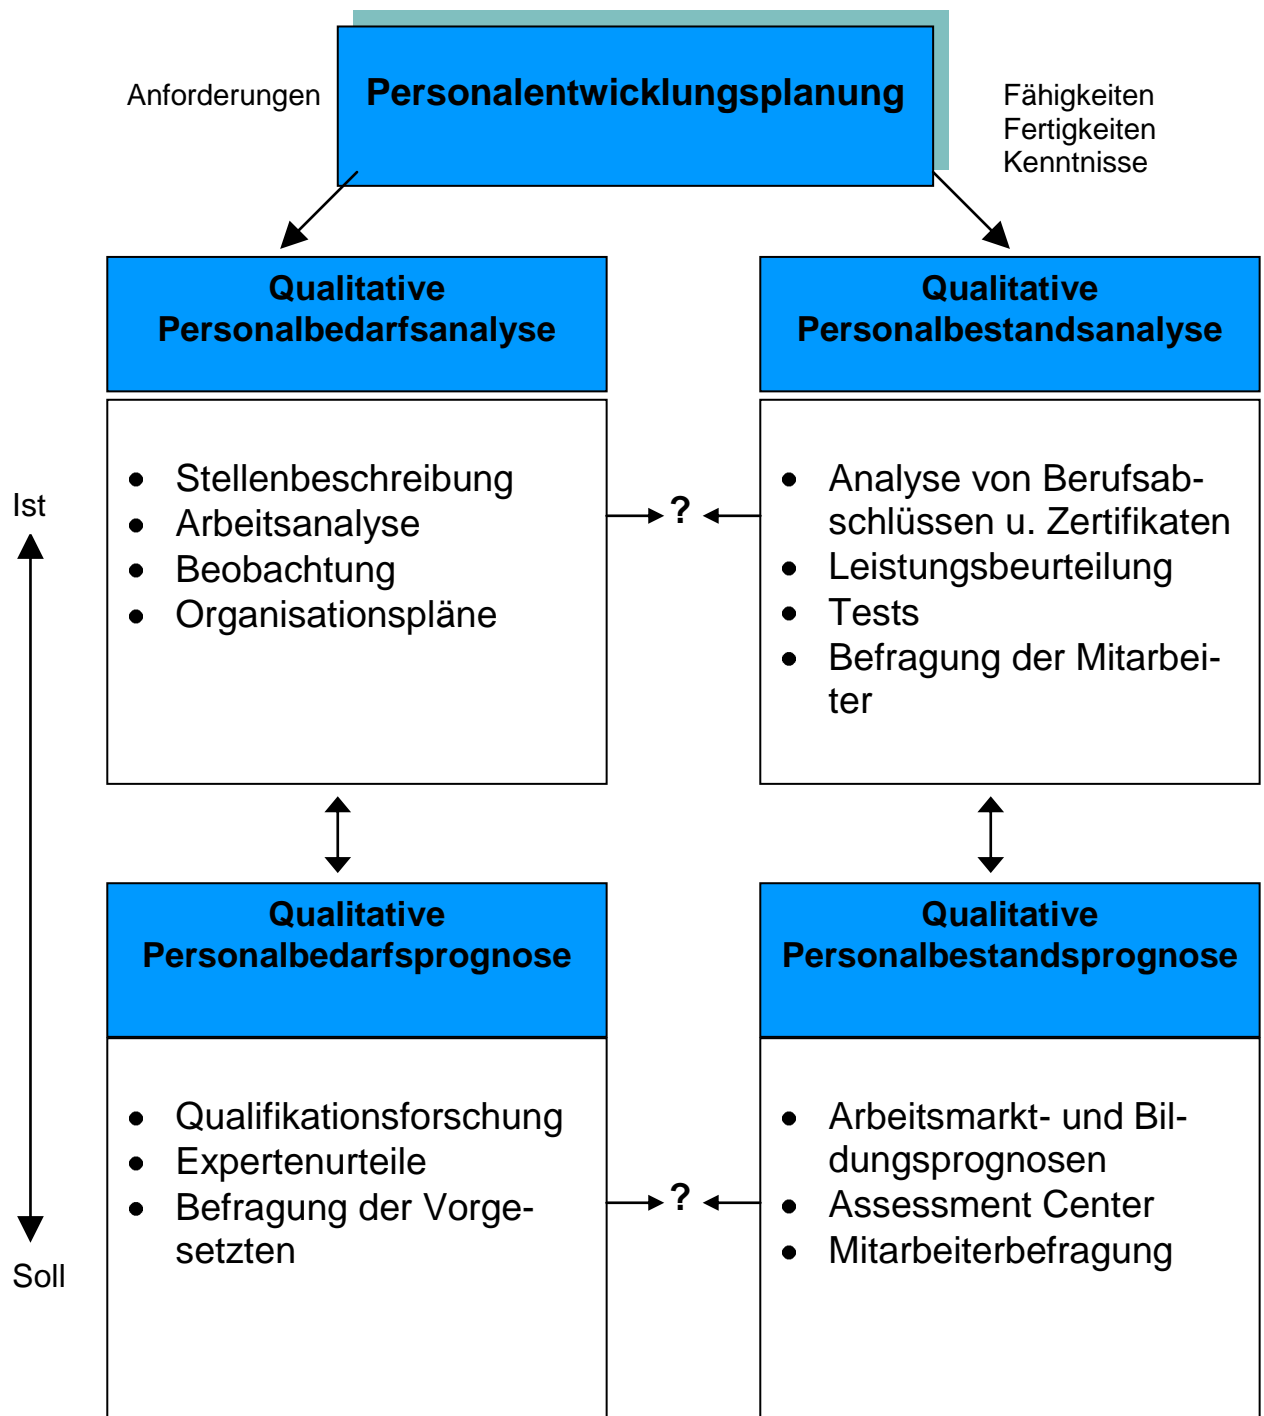 Anforderungen
Personalentwicklungsplanung
Fähigkeiten
Fertigkeiten
Kenntnisse
Qualitative
Personalbedarfsanalyse
Qualitative
Personalbestandsanalyse
Ist
• Stellenbeschreibung
• Arbeitsanalyse
• Beobachtung
• Organisationspläne
?
• Analyse von Berufsab-
schlüssen u. Zertifikaten
• Leistungsbeurteilung
• Tests
• Befragung der Mitarbei-
ter
Qualitative
Personalbedarfsprognose
Qualitative
Personalbestandsprognose
• Qualifikationsforschung
• Expertenurteile
• Befragung der Vorge-
setzten
?
• Arbeitsmarkt- und Bil-
dungsprognosen
• Assessment Center
• Mitarbeiterbefragung
Soll